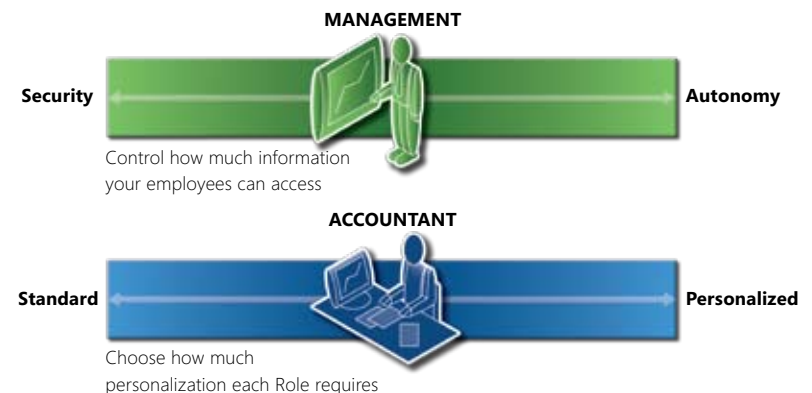 MANAGEMENT
Security
Autonomy
Control how much information
your employees can access
ACCOUNTANT
Standard
Personalized
Choose how much
personalization each Role requires